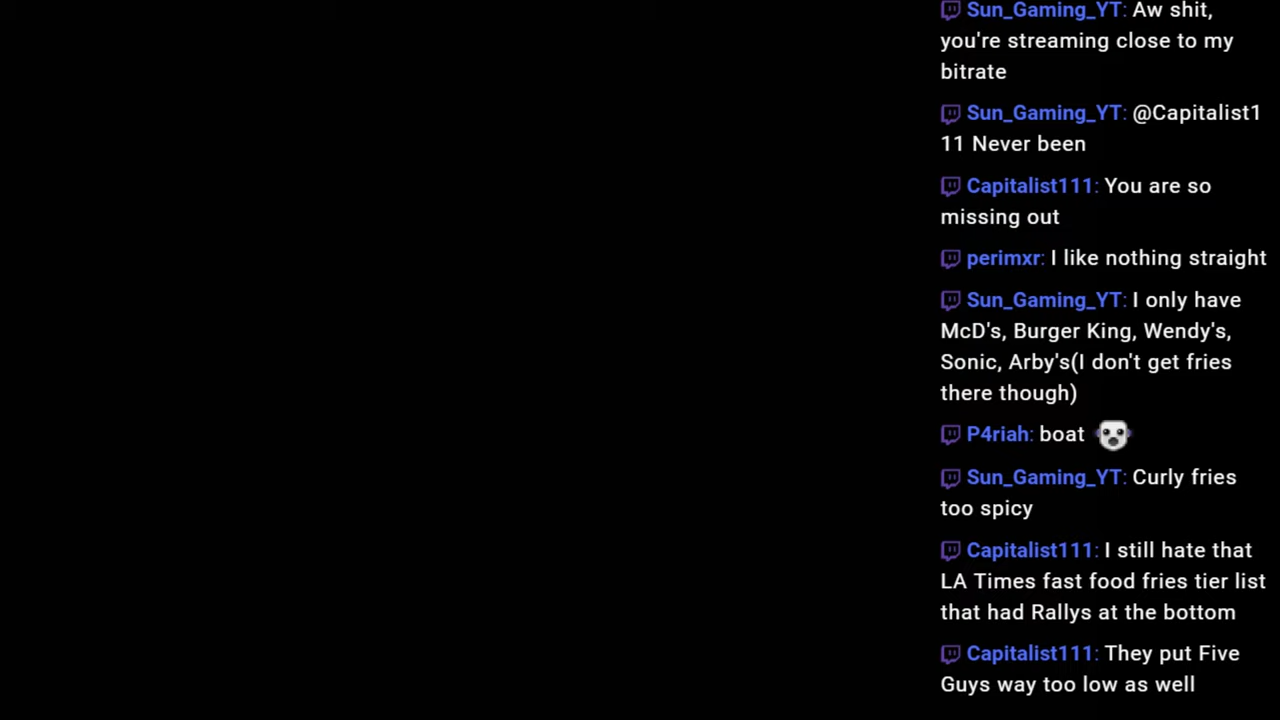 Sun_Gaming_YT: Aw shit,
you're streaming close to my
bitrate
Sun_Gaming_YT: @Capitalist1
11 Never been
Capitalist111: You are so
missing out
perimxr: I like nothing straight
Sun_Gaming_YT: I only have
McD's, Burger King, Wendy's,
Sonic, Arby's(I don't get fries
there though)
P4riah: boat
Sun_Gaming_YT: Curly fries
too spicy
Capitalist111: I still hate that
LA Times fast food fries tier list
that had Rallys at the bottom
Capitalist111: They put Five
Guys way too low as well